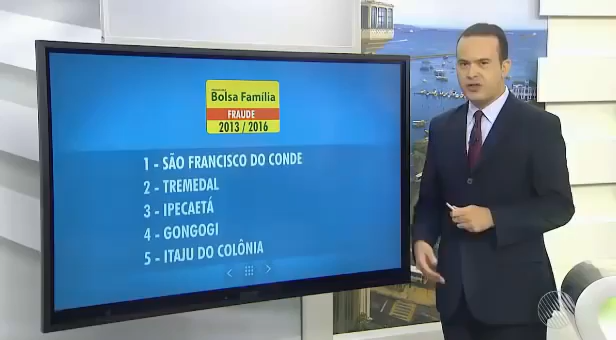 Bolsa Família
FRAUDE
2013 / 2016
1 - SÃO FRANCISCO DO CONDE
2 - TREMEDAL
3 - IPECAETÁ
4 - GONGOGI
5 - ITAJU DO COLÔNIA